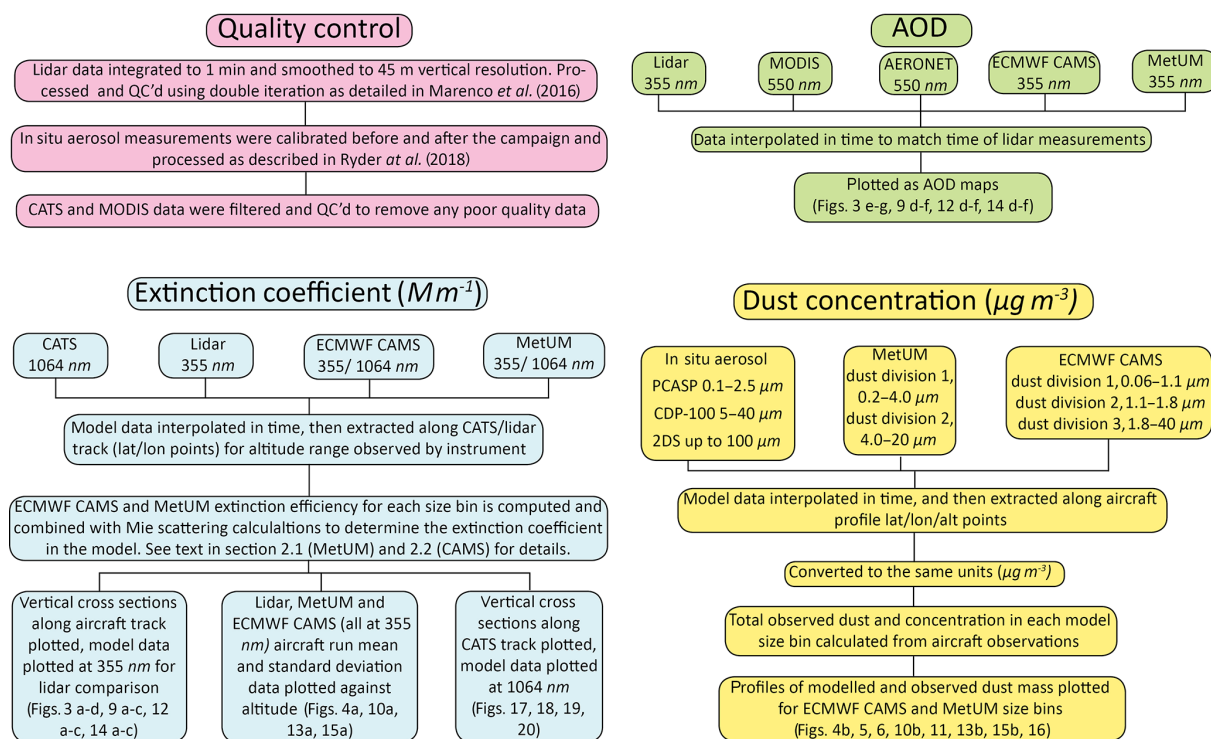 Quality control
Lidar data integrated to 1 min and smoothed to 45 m vertical resolution. Pro-
cessed and QC'd using double iteration as detailed in Marenco et al. (2016)
In situ aerosol measurements were calibrated before and after the campaign and
processed as described in Ryder at al. (2018)
CATS and MODIS data were filtered and QC'd to remove any poor quality data
AOD
Lidar
355 nm
MODIS
550 nm
AERONET
550 nm
ECMWF CAMS
355 nm
MetUM
355 nm
Data interpolated in time to match time of lidar measurements
Plotted as AOD maps
(Figs. 3 e-g, 9 d-f, 12 d-f, 14 d-f)
Extinction coefficient (Mm⁻¹)
CATS
1064 nm
Lidar
355 nm
ECMWF CAMS
355/ 1064 nm
MetUM
355/ 1064 nm
Model data interpolated in time, then extracted along CATS/lidar
track (lat/lon points) for altitude range observed by instrument
ECMWF CAMS and MetUM extinction efficiency for each size bin is computed and
combined with Mie scattering calculaltions to determine the extinction coefficient
in the model. See text in section 2.1 (MetUM) and 2.2 (CAMS) for details.
Vertical cross sections
along aircraft track
plotted, model data
plotted at 355 nm for
lidar comparison
(Figs. 3 a-d, 9 a-c, 12
a-c, 14 a-c)
Lidar, MetUM and
ECMWF CAMS (all at 355
nm) aircraft run mean
and standard deviation
data plotted against
altitude (Figs. 4a, 10a,
13a, 15a)
Vertical cross
sections along
CATS track plotted,
model data plotted
at 1064 nm
(Figs. 17, 18, 19,
20)
Dust concentration (µg m⁻³)
In situ aerosol
PCASP 0.1–2.5 µm
CDP-100 5–40 µm
2DS up to 100 µm
MetUM
dust division 1,
0.2–4.0 µm
dust division 2,
4.0–20 µm
ECMWF CAMS
dust division 1, 0.06–1.1 µm
dust division 2, 1.1–1.8 µm
dust division 3, 1.8–40 µm
Model data interpolated in time, and then extracted along aircraft
profile lat/lon/alt points
Converted to the same units (µg m⁻³)
Total observed dust and concentration in each model
size bin calculated from aircraft observations
Profiles of modelled and observed dust mass plotted
for ECMWF CAMS and MetUM size bins
(Figs. 4b, 5, 6, 10b, 11, 13b, 15b, 16)